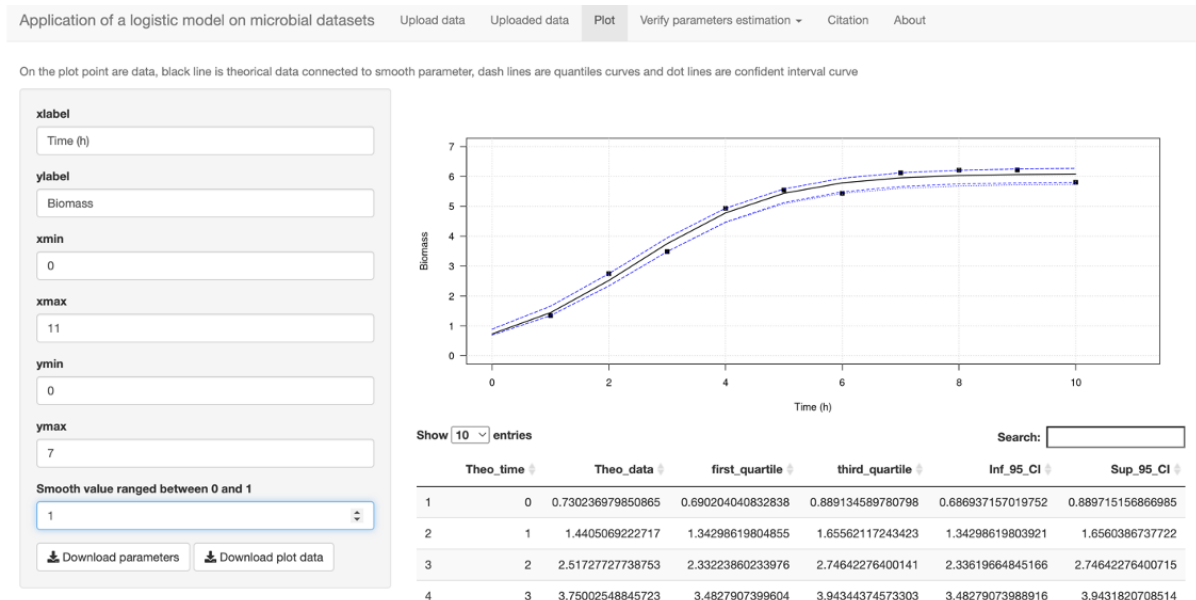 Application of a logistic model on microbial datasets Upload data Uploaded data Plot Verify parameters estimation Citation About
On the plot point are data, black line is theorical data connected to smooth parameter, dash lines are quantiles curves and dot lines are confident interval curve
xlabel
Time (h)
ylabel
Biomass
xmin
0
xmax
11
ymin
0
ymax
7
Smooth value ranged between 0 and 1
1
Download parameters Download plot data
7
6
5
4
3
2
1
0
Biomass
0 2 4 6 8 10
Time (h)
Show 10 entries Search:
Theo_time Theo_data first_quartile third_quartile Inf_95_CI Sup_95_CI
1 0 0.730236979850865 0.690204040832838 0.889134589780798 0.686937157019752 0.889715156866985
2 1 1.4405069222717 1.34298619804855 1.65562117243423 1.34298619803921 1.6560386737722
3 2 2.51727727738753 2.33223860233976 2.74642276400141 2.33619664845166 2.74642276400715
4 3 3.75002548845723 3.4827907399604 3.94344374573303 3.48279073988916 3.9431820708514